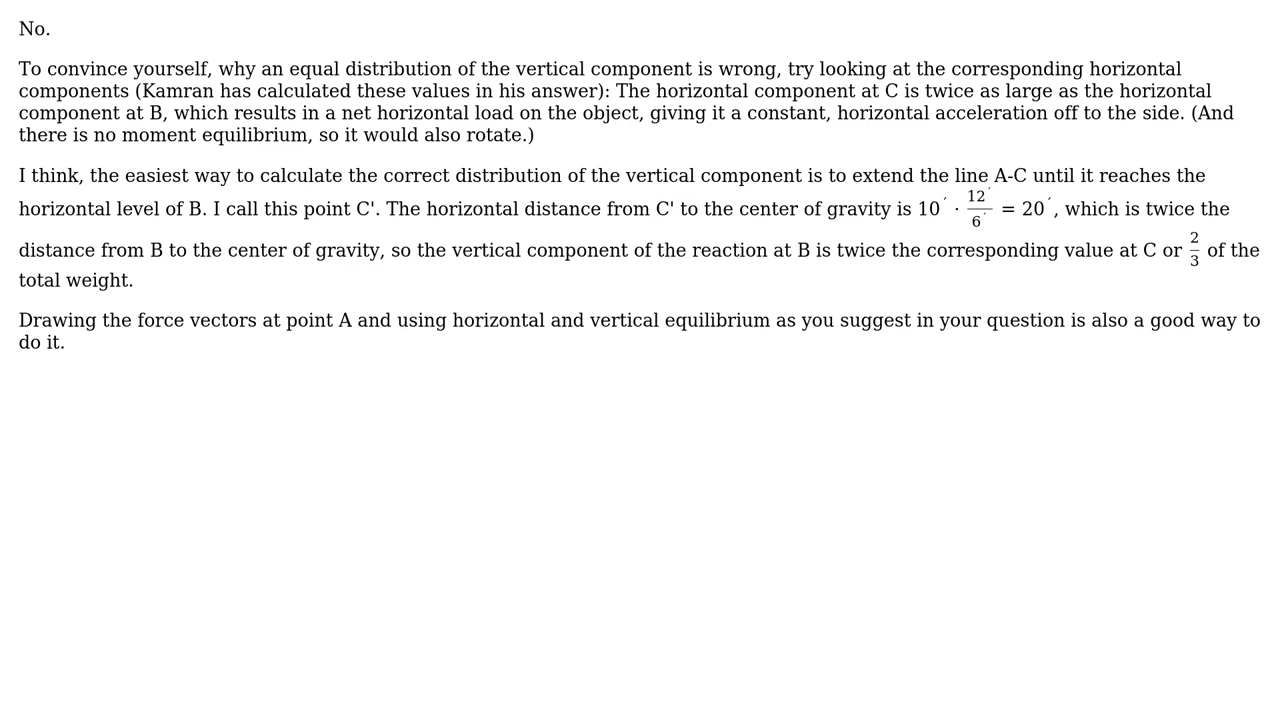 No.
To convince yourself, why an equal distribution of the vertical component is wrong, try looking at the corresponding horizontal
components (Kamran has calculated these values in his answer): The horizontal component at C is twice as large as the horizontal
component at B, which results in a net horizontal load on the object, giving it a constant, horizontal acceleration off to the side. (And
there is no moment equilibrium, so it would also rotate.)
I think, the easiest way to calculate the correct distribution of the vertical component is to extend the line A-C until it reaches the
horizontal level of B. I call this point C'. The horizontal distance from C' to the center of gravity is 10´ · 12´/6´ = 20´, which is twice the
distance from B to the center of gravity, so the vertical component of the reaction at B is twice the corresponding value at C or 2/3 of the
total weight.
Drawing the force vectors at point A and using horizontal and vertical equilibrium as you suggest in your question is also a good way to
do it.